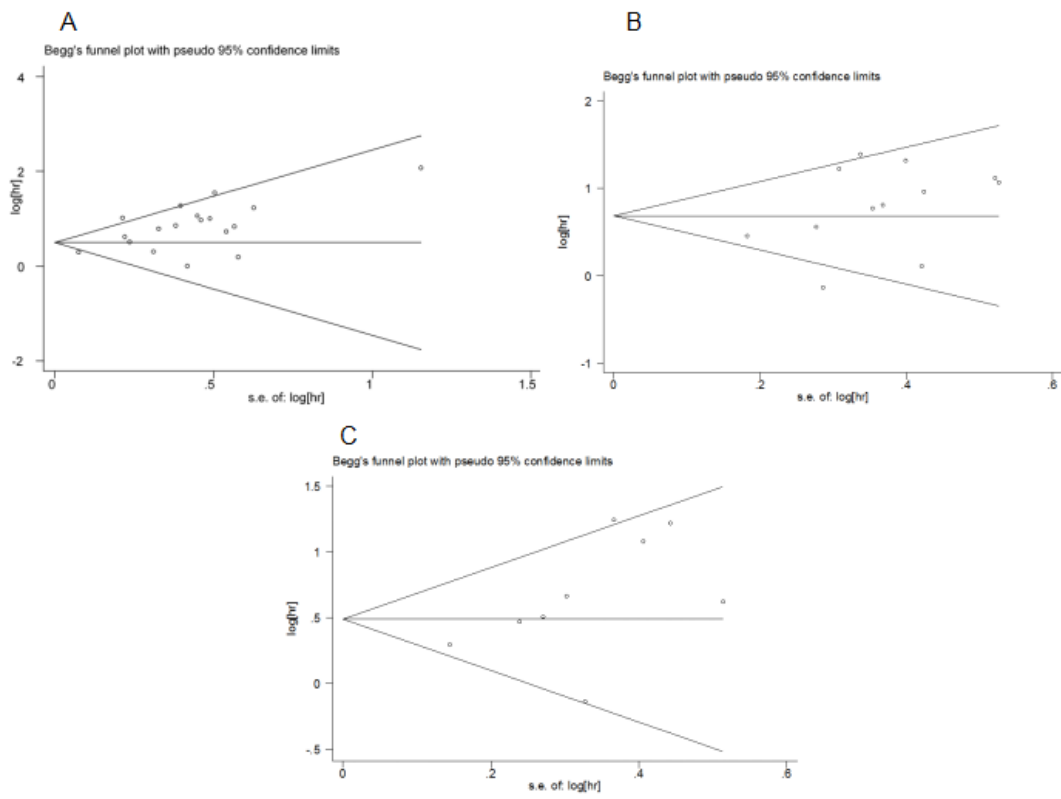 A
Begg's funnel plot with pseudo 95% confidence limits
4
2
0
-2
log[hr]
0 .5 1 1.5
s.e. of: log[hr]
B
Begg's funnel plot with pseudo 95% confidence limits
2
1
0
-1
log[hr]
0 .2 .4 .6
s.e. of: log[hr]
C
Begg's funnel plot with pseudo 95% confidence limits
1.5
1
.5
0
-.5
log[hr]
0 .2 .4 .6
s.e. of: log[hr]